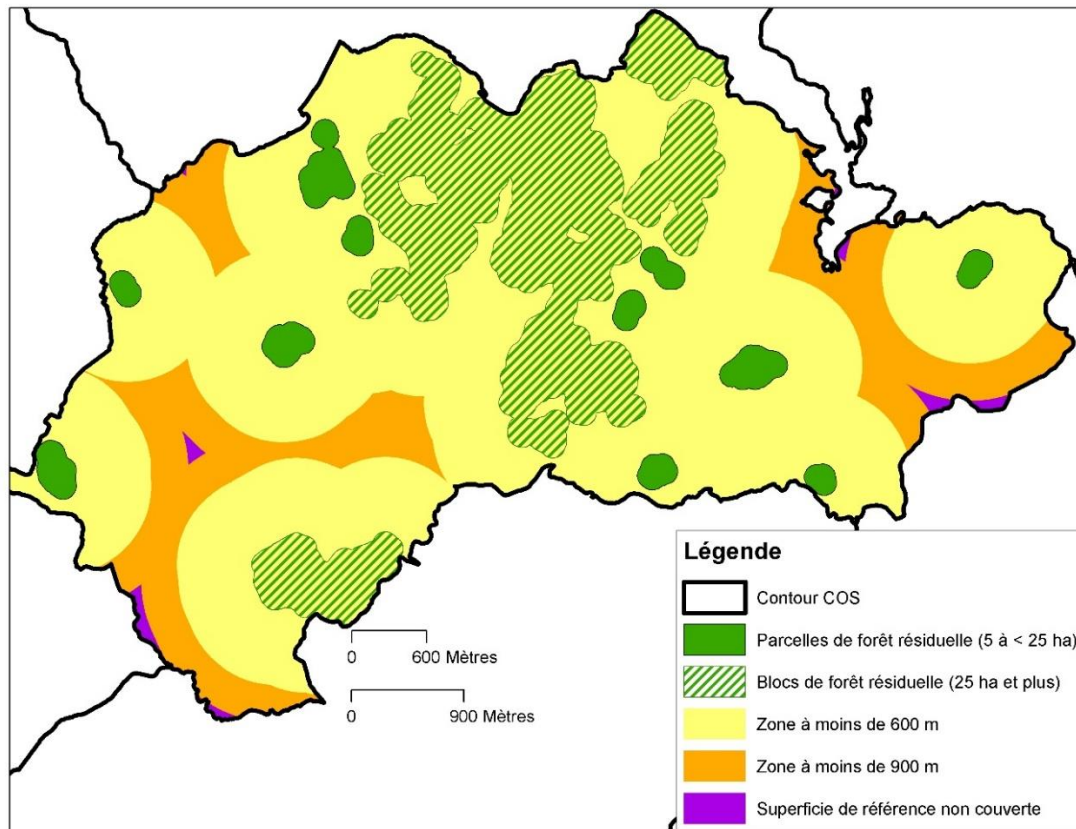 0 600 Mètres
0 900 Mètres
Légende
Contour COS
Parcelles de forêt résiduelle (5 à < 25 ha)
Blocs de forêt résiduelle (25 ha et plus)
Zone à moins de 600 m
Zone à moins de 900 m
Superficie de référence non couverte